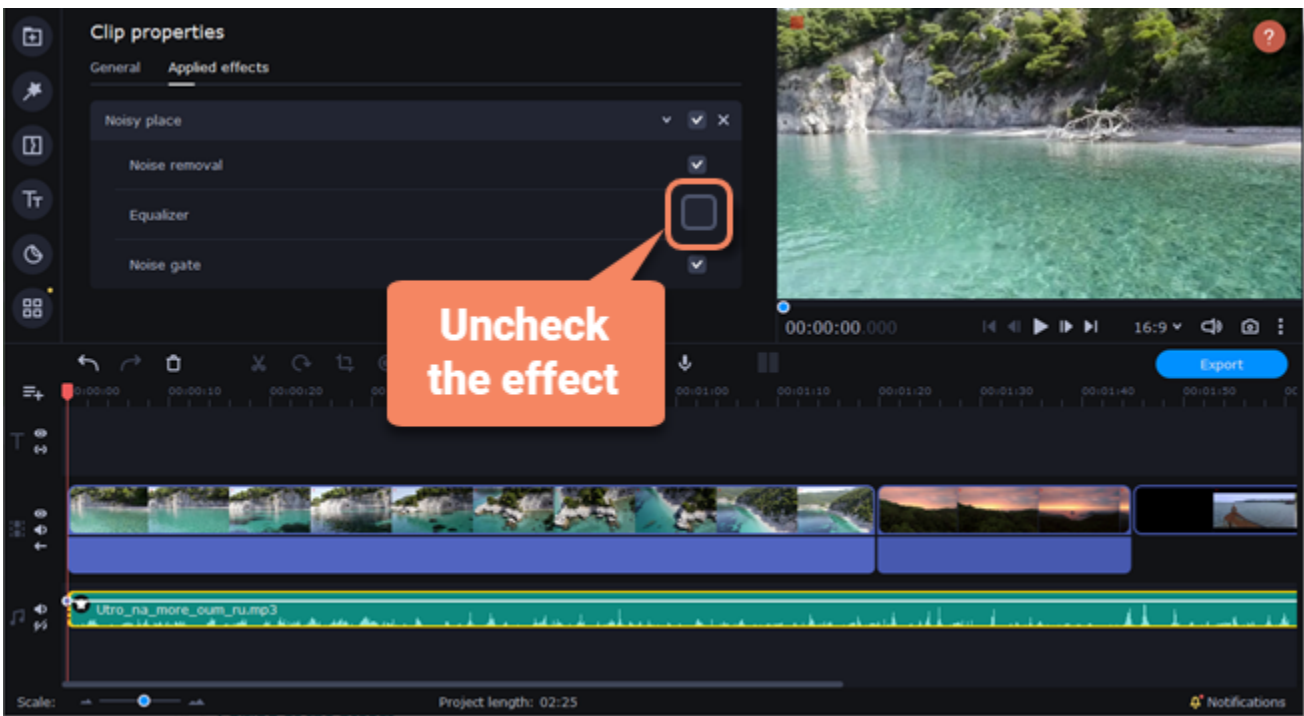 Clip properties
General Applied effects
Noisy place
Noise removal
Equalizer
Noise gate
Uncheck
the effect
?
00:00:00.000
16:9
Export
0:00:00 00:00:10 00:00:20 00 00:01:00 00:01:10 00:01:20 00:01:30 00:01:40 00:01:50 00
Utro_na_more_oum_ru.mp3
Scale:
Project length: 02:25
Notifications